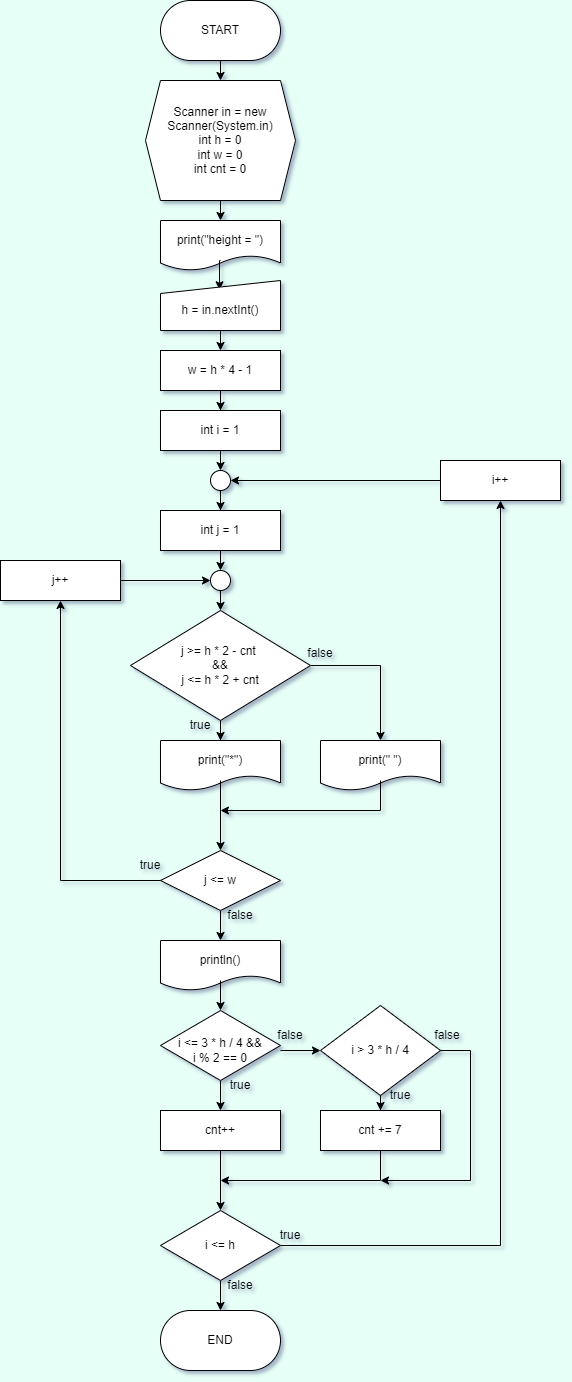 START
Scanner in = new
Scanner(System.in)
int h = 0
int w = 0
int cnt = 0
print("height = ")
h = in.nextInt()
w = h * 4 - 1
int i = 1
i++
int j = 1
j++
j >= h * 2 - cnt
&&
j <= h * 2 + cnt
false
true
print("*")
print(" ")
true
j <= w
false
println()
i <= 3 * h / 4 &&
i % 2 == 0
false
i > 3 * h / 4
false
true
true
cnt++
cnt += 7
i <= h
true
false
END